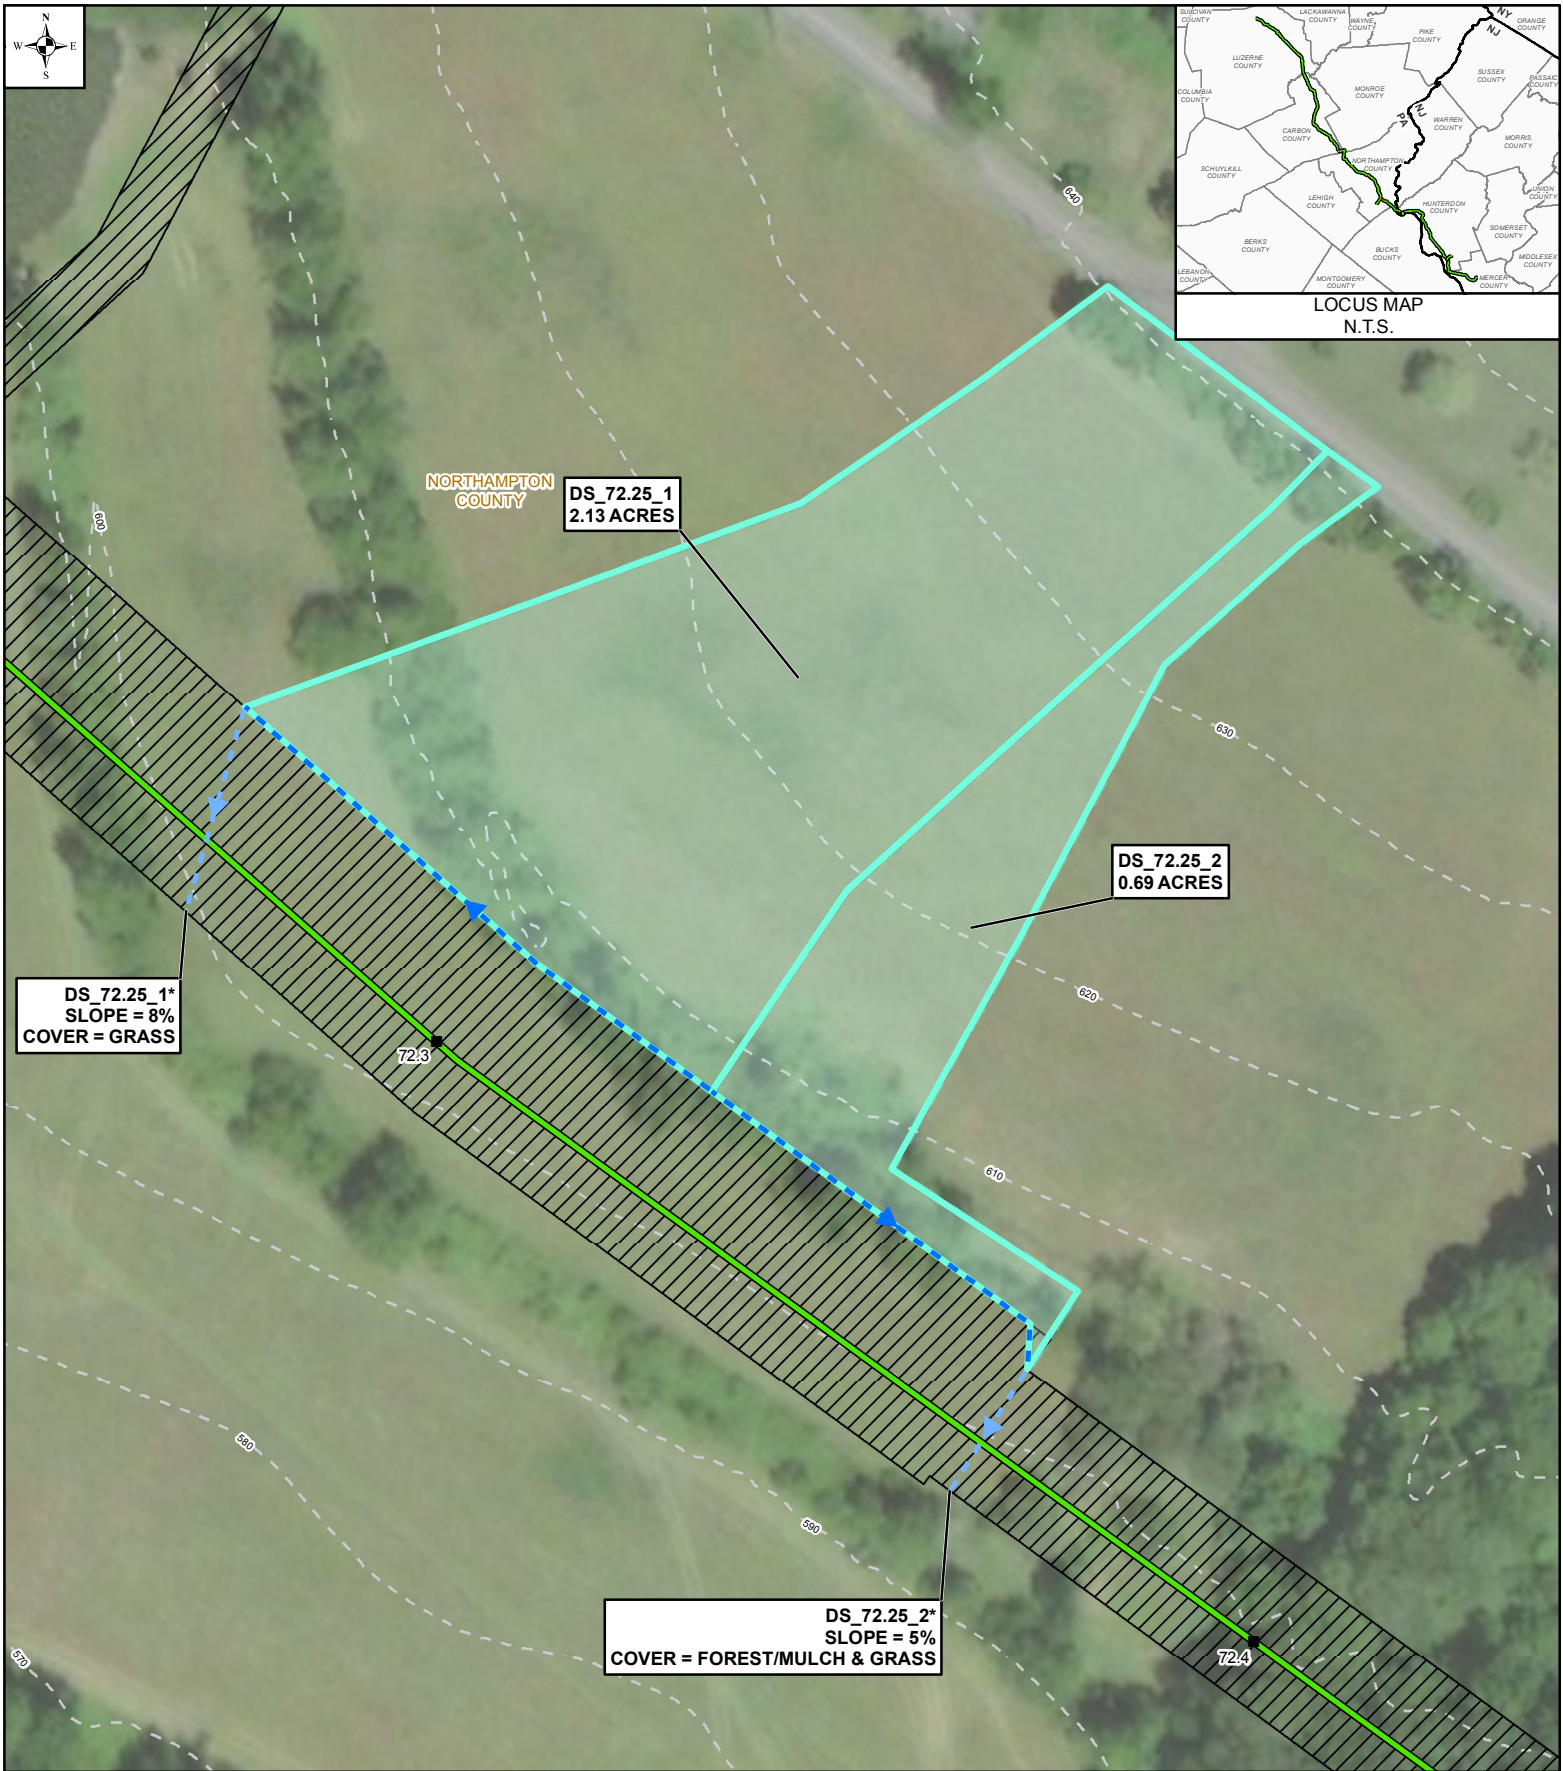 N
W
E
S
SULLIVAN
COUNTY
LACKAWANNA
COUNTY
WAYNE
COUNTY
PIKE
COUNTY
NY
NJ
ORANGE
COUNTY
LUZERNE
COUNTY
SUSSEX
COUNTY
PASSAIC
COUNTY
COLUMBIA
COUNTY
MONROE
COUNTY
NJ
PA
WARREN
COUNTY
CARBON
COUNTY
MORRIS
COUNTY
SCHUYLKILL
COUNTY
NORTHAMPTON
COUNTY
LEHIGH
COUNTY
HUNTERDON
COUNTY
UNION
COUNTY
SOMERSET
COUNTY
BERKS
COUNTY
BUCKS
COUNTY
MIDDLESEX
COUNTY
LEBANON
COUNTY
MONTGOMERY
COUNTY
MERCER
COUNTY
LOCUS MAP
N.T.S.
640
NORTHAMPTON
COUNTY
DS_72.25_1
2.13 ACRES
600
630
DS_72.25_2
0.69 ACRES
620
DS_72.25_1*
SLOPE = 8%
COVER = GRASS
72.3
610
580
590
DS_72.25_2*
SLOPE = 5%
COVER = FOREST/MULCH & GRASS
570
72.4